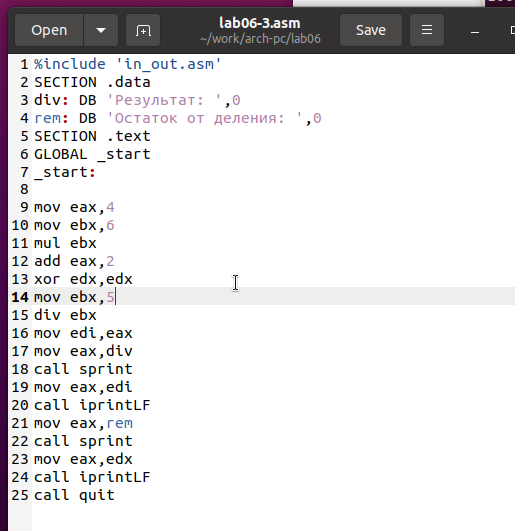 Open
lab06-3.asm
~/work/arch-pc/lab06
Save
1 %include 'in_out.asm'
2 SECTION .data
3 div: DB 'Результат: ',0
4 rem: DB 'Остаток от деления: ',0
5 SECTION .text
6 GLOBAL _start
7 _start:
8
9 mov eax,4
10 mov ebx,6
11 mul ebx
12 add eax,2
13 xor edx,edx
14 mov ebx,5
15 div ebx
16 mov edi,eax
17 mov eax,div
18 call sprint
19 mov eax,edi
20 call iprintLF
21 mov eax,rem
22 call sprint
23 mov eax,edx
24 call iprintLF
25 call quit